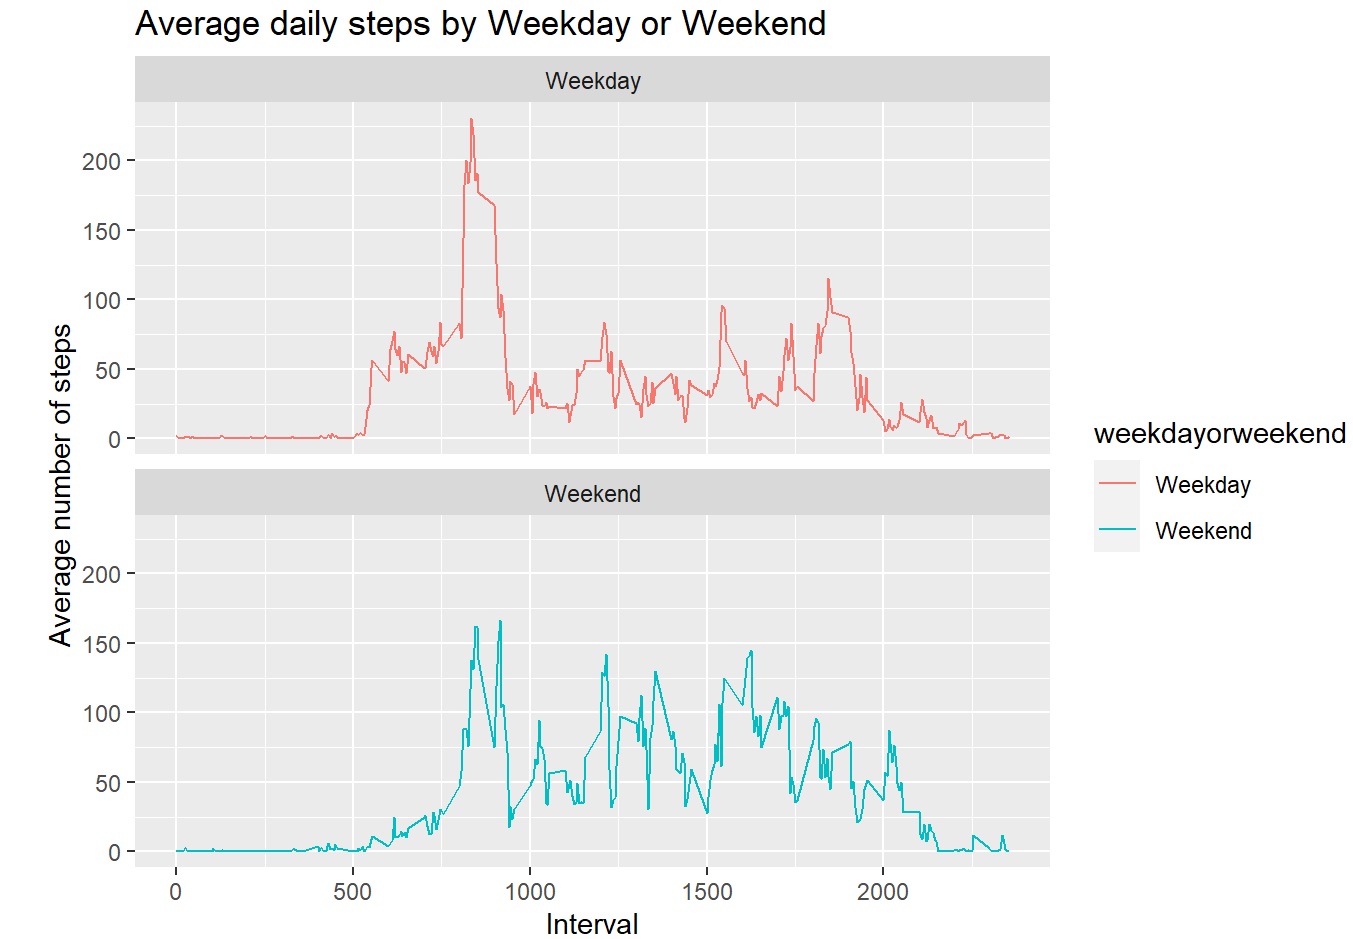 Average daily steps by Weekday or Weekend
Weekday
200
150
100
50
0
Weekend
200
150
100
50
0
Average number of steps
0 500 1000 1500 2000
Interval
weekdayorweekend
Weekday
Weekend